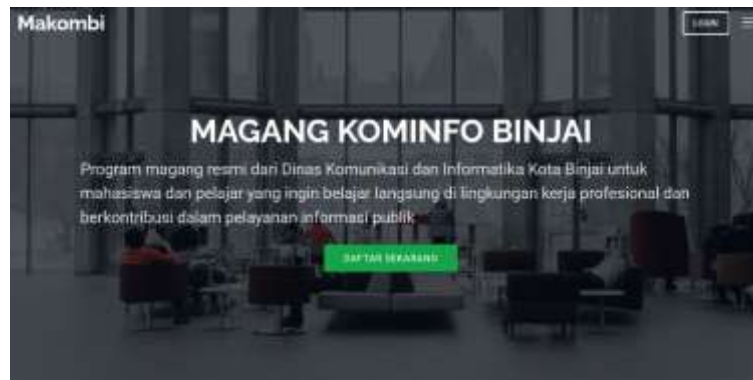 Makombi
LOGIN
MAGANG KOMINFO BINJAI
Program magang resmi dari Dinas Komunikasi dan Informatika Kota Binjai untuk
mahasiswa dan pelajar yang ingin belajar langsung di lingkungan kerja profesional dan
berkontribusi dalam pelayanan informasi publik
DAFTAR SEKARANG